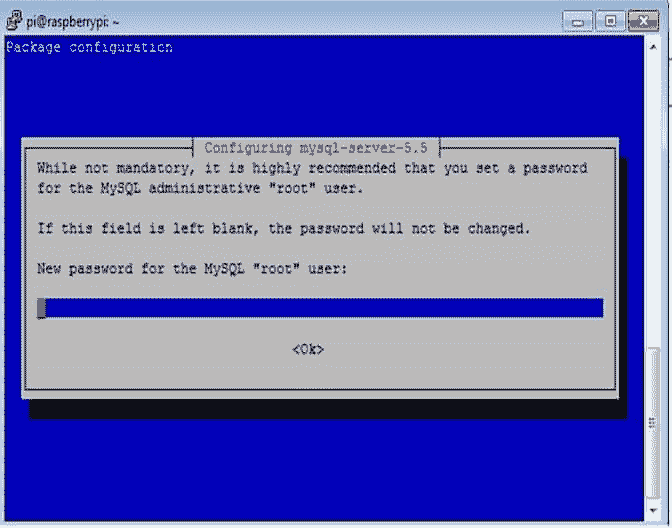 pi@raspberrypi: ~
Package configuration
Configuring mysql-server-5.5
While not mandatory, it is highly recommended that you set a password
for the MySQL administrative "root" user.
If this field is left blank, the password will not be changed.
New password for the MySQL "root" user:
<Ok>